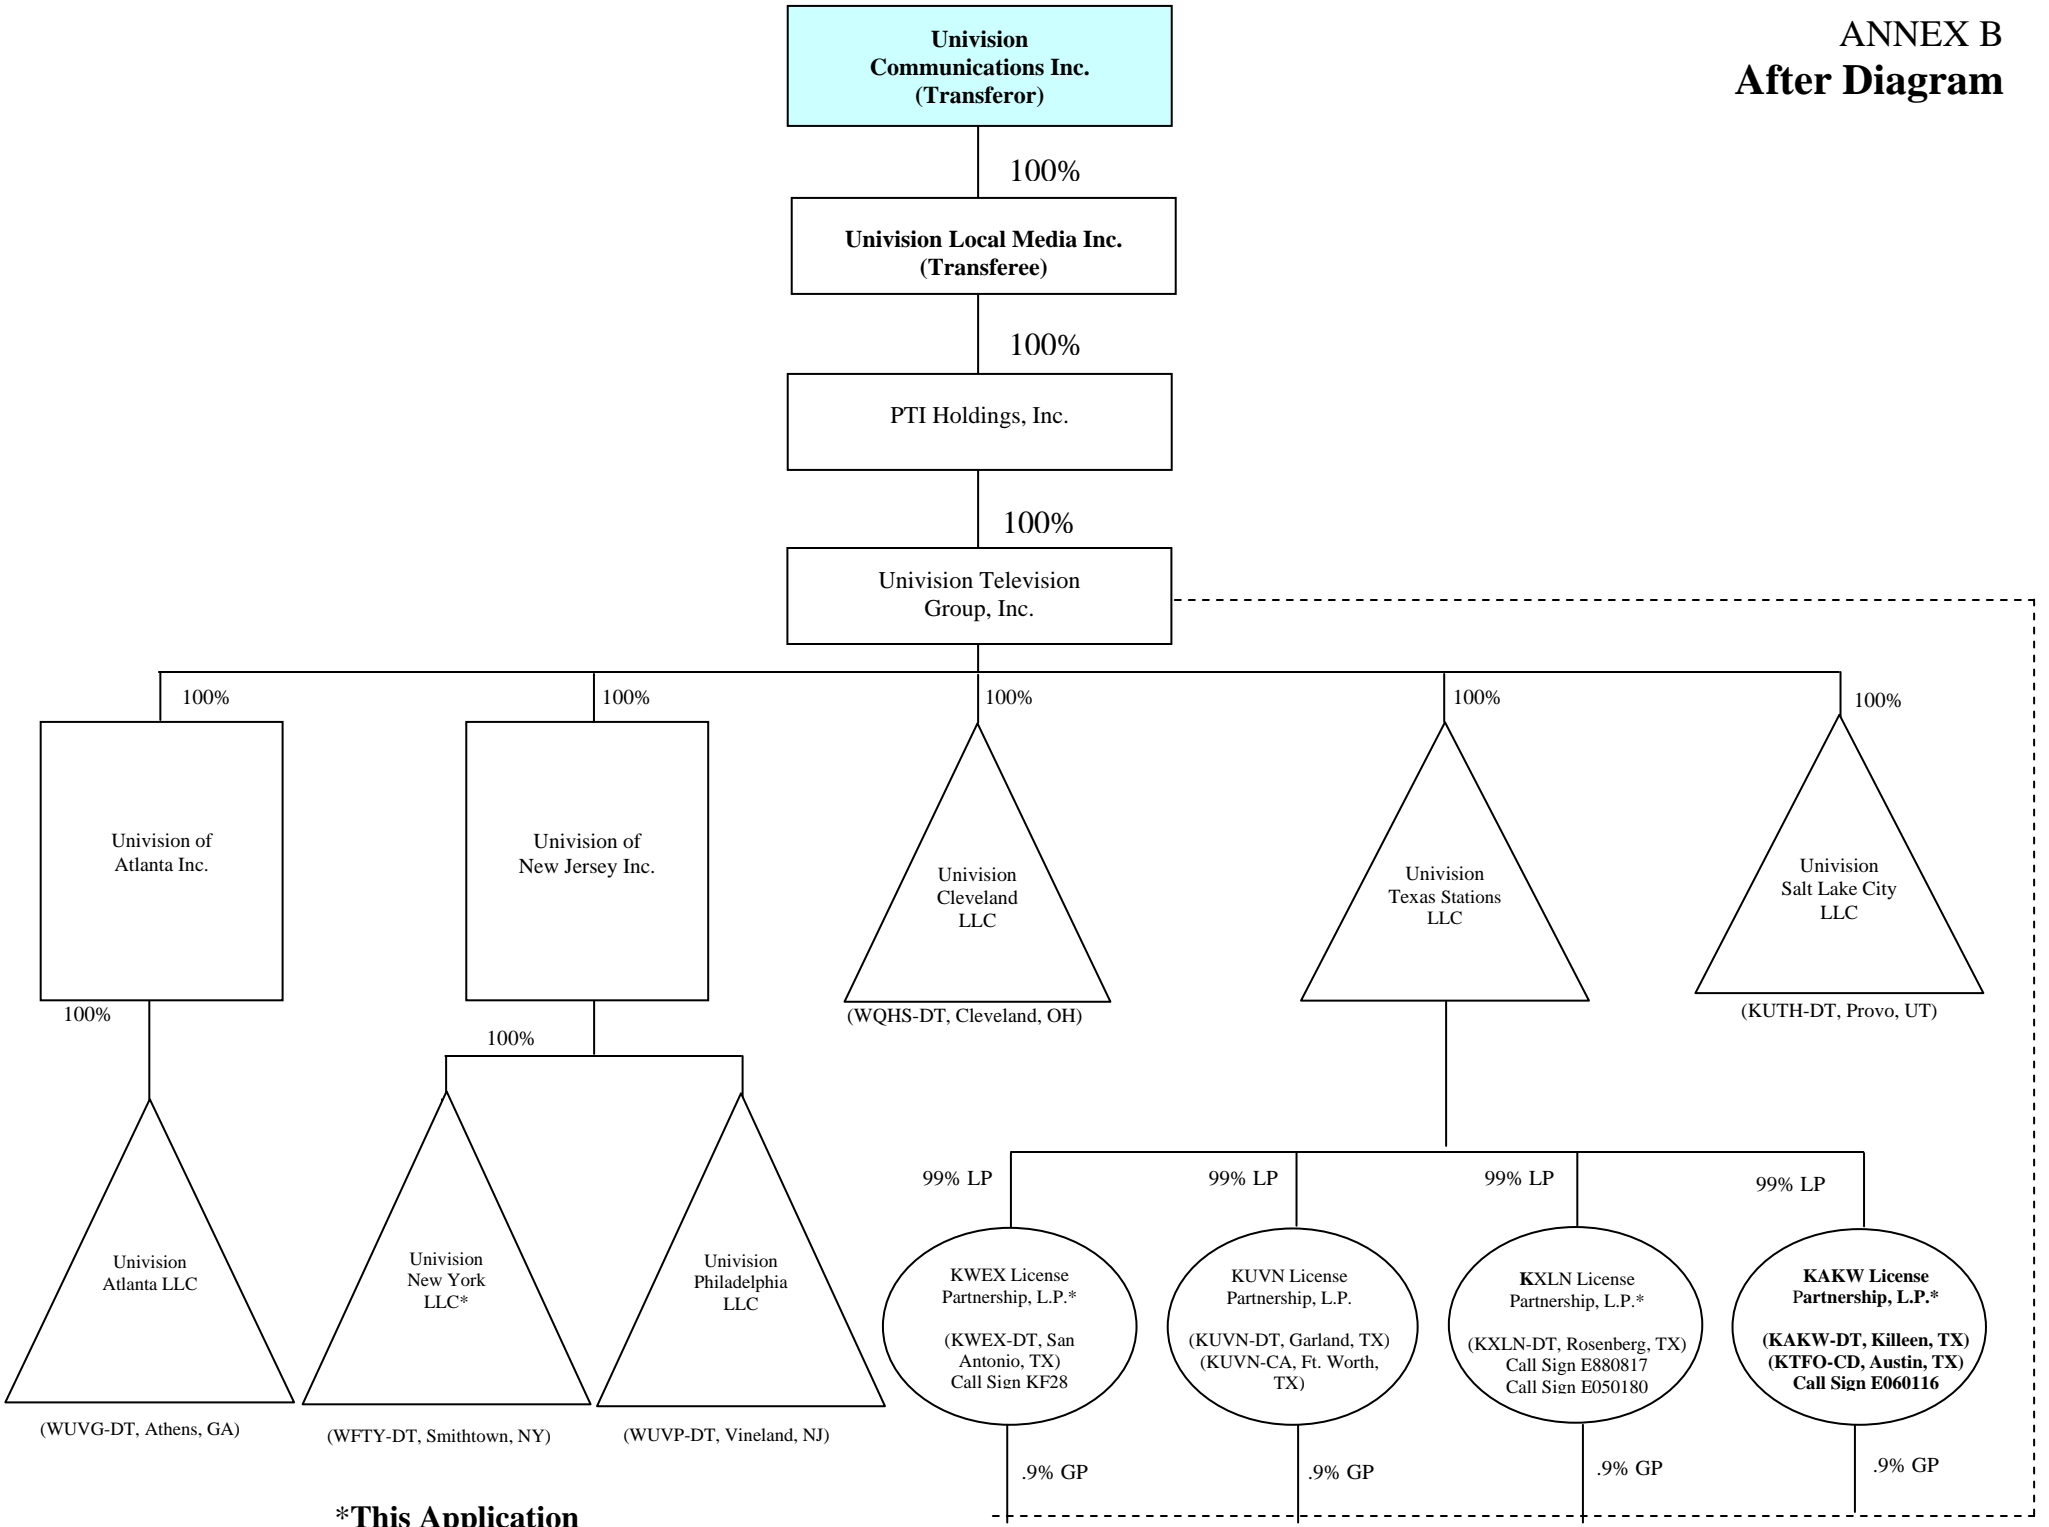 ANNEX B
After Diagram
Univision
Communications Inc.
(Transferor)
100%
Univision Local Media Inc.
(Transferee)
100%
PTI Holdings, Inc.
100%
Univision Television
Group, Inc.
100%
100%
100%
100%
100%
Univision of
Atlanta Inc.
Univision of
New Jersey Inc.
Univision
Cleveland
LLC
Univision
Texas Stations
LLC
Univision
Salt Lake City
LLC
100%
100%
(WQHS-DT, Cleveland, OH)
(KUTH-DT, Provo, UT)
99% LP
99% LP
99% LP
99% LP
Univision
Atlanta LLC
Univision
New York
LLC*
Univision
Philadelphia
LLC
KWEX License
Partnership, L.P.*
(KWEX-DT, San
Antonio, TX)
Call Sign KF28
KUVN License
Partnership, L.P.
(KUVN-DT, Garland, TX)
(KUVN-CA, Ft. Worth,
TX)
KXLN License
Partnership, L.P.*
(KXLN-DT, Rosenberg, TX)
Call Sign E880817
Call Sign E050180
KAKW License
Partnership, L.P.*
(KAKW-DT, Killeen, TX)
(KTFO-CD, Austin, TX)
Call Sign E060116
(WUVG-DT, Athens, GA)
(WFTY-DT, Smithtown, NY)
(WUVP-DT, Vineland, NJ)
.9% GP
.9% GP
.9% GP
.9% GP
*This Application